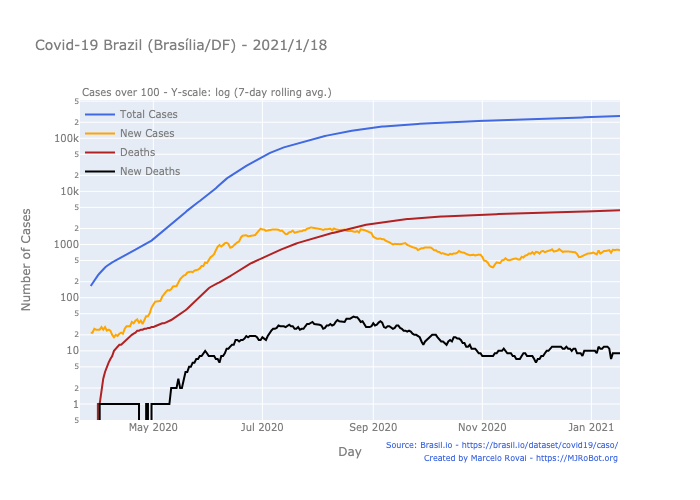 Covid-19 Brazil (Brasília/DF) - 2021/1/18
Cases over 100 - Y-scale: log (7-day rolling avg.)
Total Cases
New Cases
Deaths
New Deaths
Number of Cases
5
2
100k
5
2
10k
5
2
1000
5
2
100
5
2
10
5
2
1
5
May 2020
Jul 2020
Sep 2020
Nov 2020
Jan 2021
Day
Source: Brasil.io - https://brasil.io/dataset/covid19/caso/
Created by Marcelo Rovai - https://MJRoBot.org